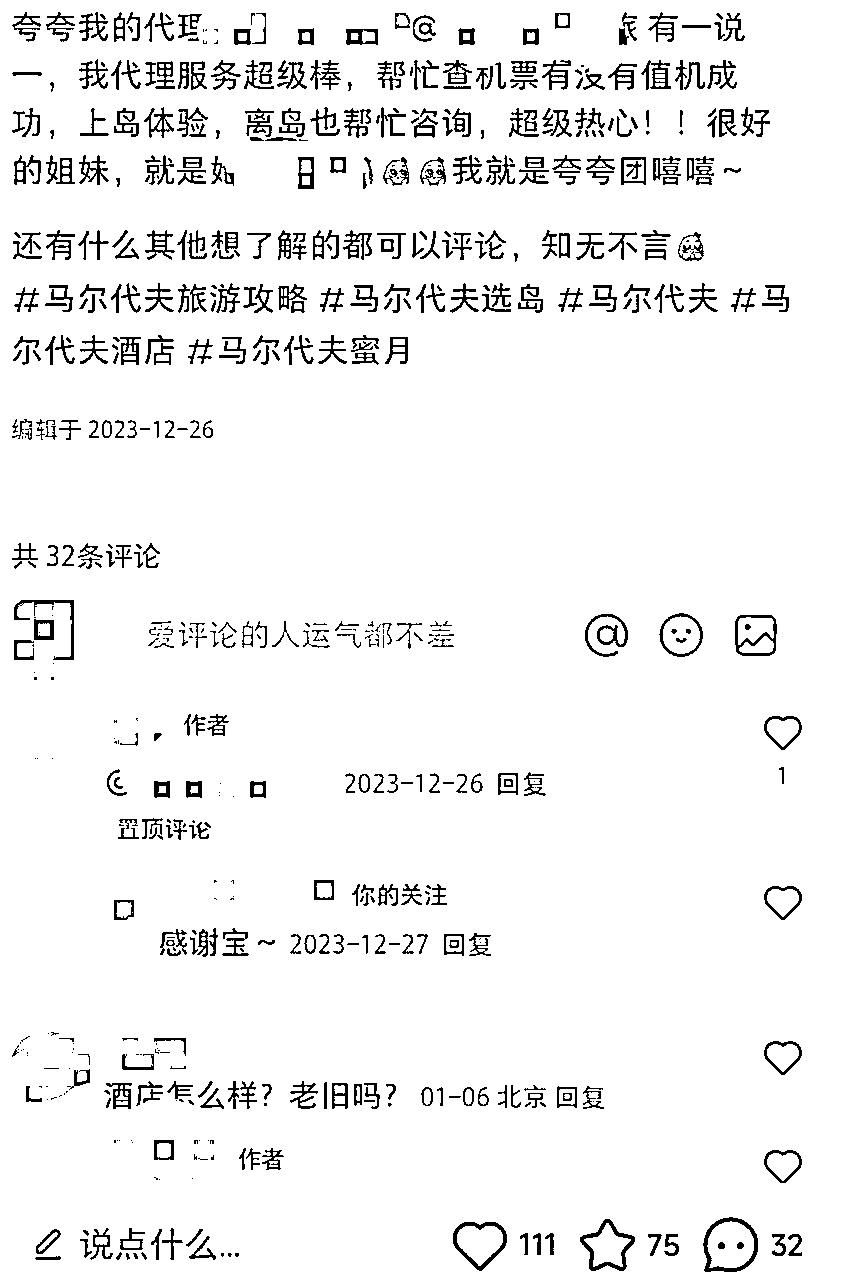 夸夸我的代理 @ 有一说
一，我代理服务超级棒，帮忙查机票有没有值机成
功，上岛体验，离岛也帮忙咨询，超级热心！！很好
的姐妹，就是 我就是夸夸团嘻嘻～
还有什么其他想了解的都可以评论，知无不言
#马尔代夫旅游攻略 #马尔代夫选岛 #马尔代夫 #马
尔代夫酒店 #马尔代夫蜜月
编辑于 2023-12-26
共 32条评论
爱评论的人运气都不差
作者
2023-12-26 回复
1
置顶评论
你的关注
感谢宝～ 2023-12-27 回复
酒店怎么样？老旧吗？ 01-06 北京 回复
作者
说点什么... 111 75 32